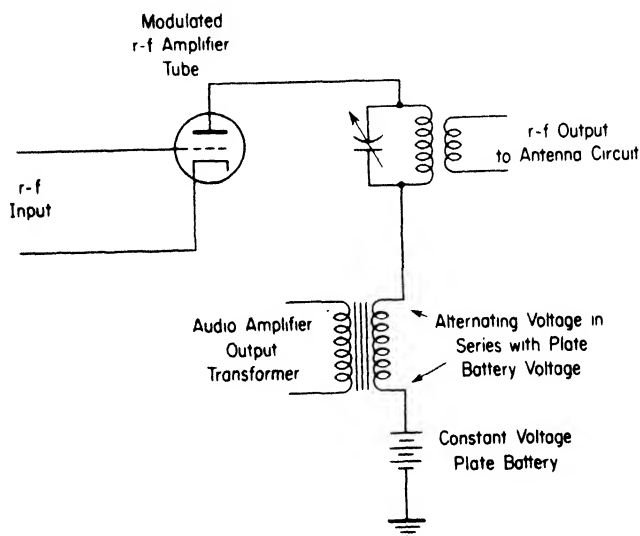 Modulated
r-f Amplifier
Tube
r-f Output
to Antenna Circuit
r-f
Input
Audio Amplifier
Output
Transformer
Alternating Voltage in
Series with Plate
Battery Voltage
Constant Voltage
Plate Battery